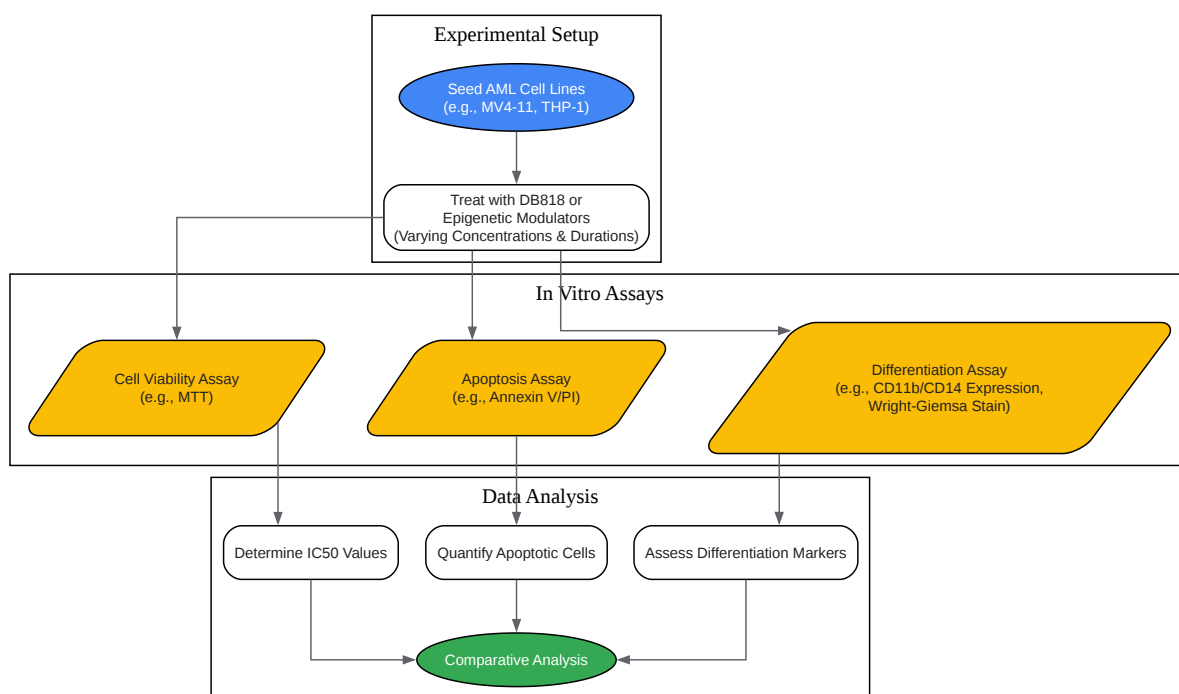 Experimental Setup
Seed AML Cell Lines
(e.g., MV4-11, THP-1)
Treat with DB818 or
Epigenetic Modulators
(Varying Concentrations & Durations)
In Vitro Assays
Cell Viability Assay
(e.g., MTT)
Apoptosis Assay
(e.g., Annexin V/PI)
Differentiation Assay
(e.g., CD11b/CD14 Expression,
Wright-Giemsa Stain)
Data Analysis
Determine IC50 Values
Quantify Apoptotic Cells
Assess Differentiation Markers
Comparative Analysis